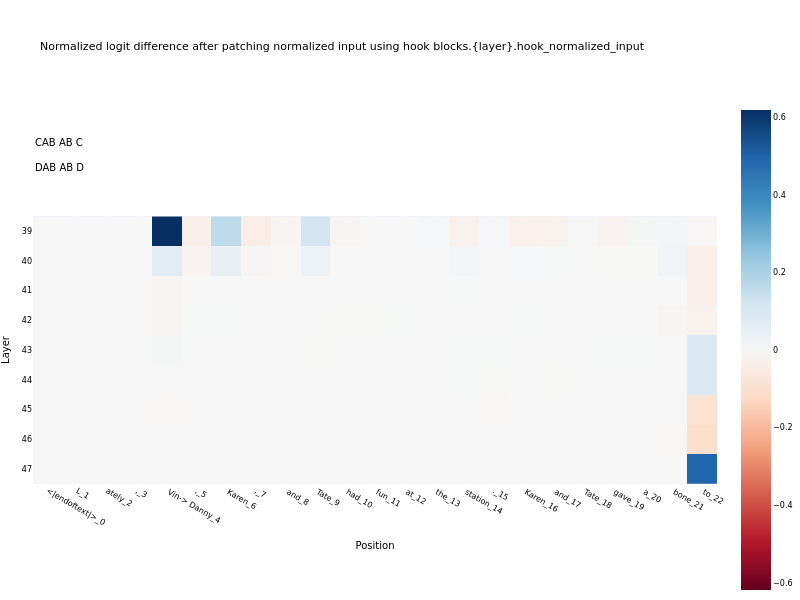 Normalized logit difference after patching normalized input using hook blocks.{layer}.hook_normalized_input
CAB AB C
DAB AB D
0.6
0.4
0.2
0
−0.2
−0.4
−0.6
Layer
39
40
41
42
43
44
45
46
47
<|endoftext|>_0
L_1
ately_2
,_3
Vin-> Danny_4
,_5
Karen_6
,_7
and_8
Tate_9
had_10
fun_11
at_12
the_13
station_14
._15
Karen_16
and_17
Tate_18
gave_19
a_20
bone_21
to_22
Position